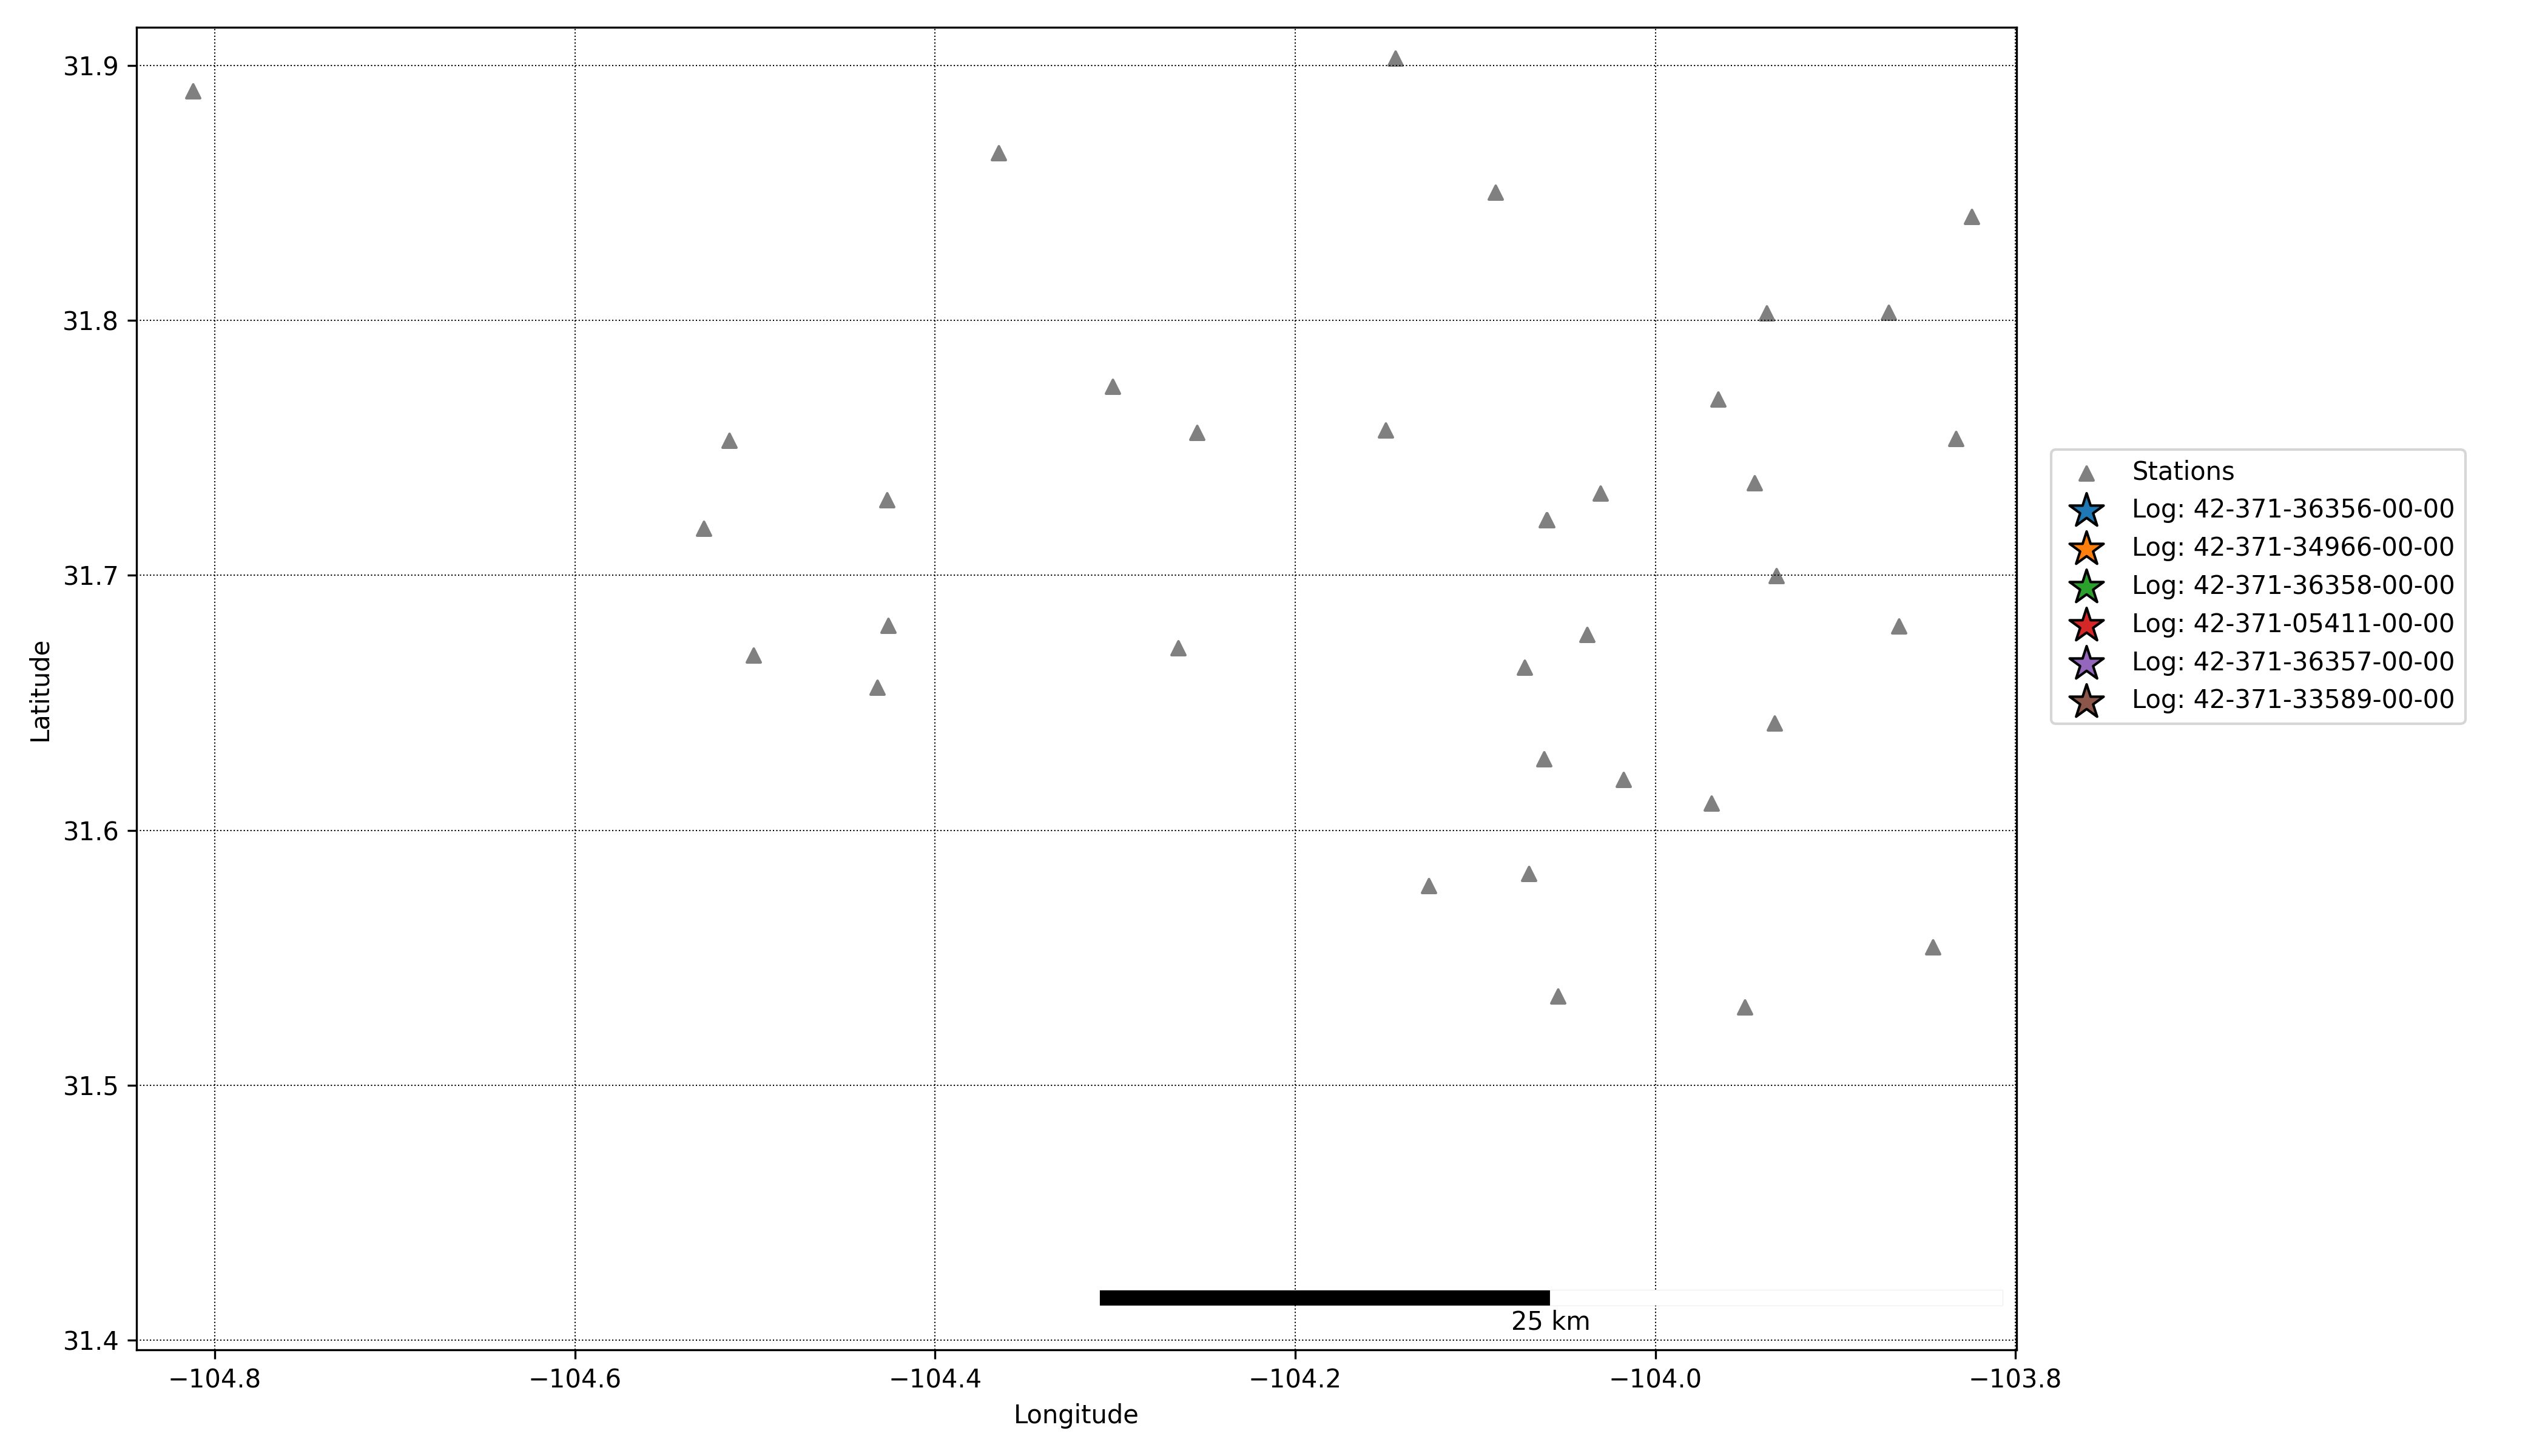 31.9
31.8
31.7
31.6
31.5
31.4
Latitude
−104.8
−104.6
−104.4
−104.2
−104.0
−103.8
Longitude
25 km
Stations
Log: 42-371-36356-00-00
Log: 42-371-34966-00-00
Log: 42-371-36358-00-00
Log: 42-371-05411-00-00
Log: 42-371-36357-00-00
Log: 42-371-33589-00-00